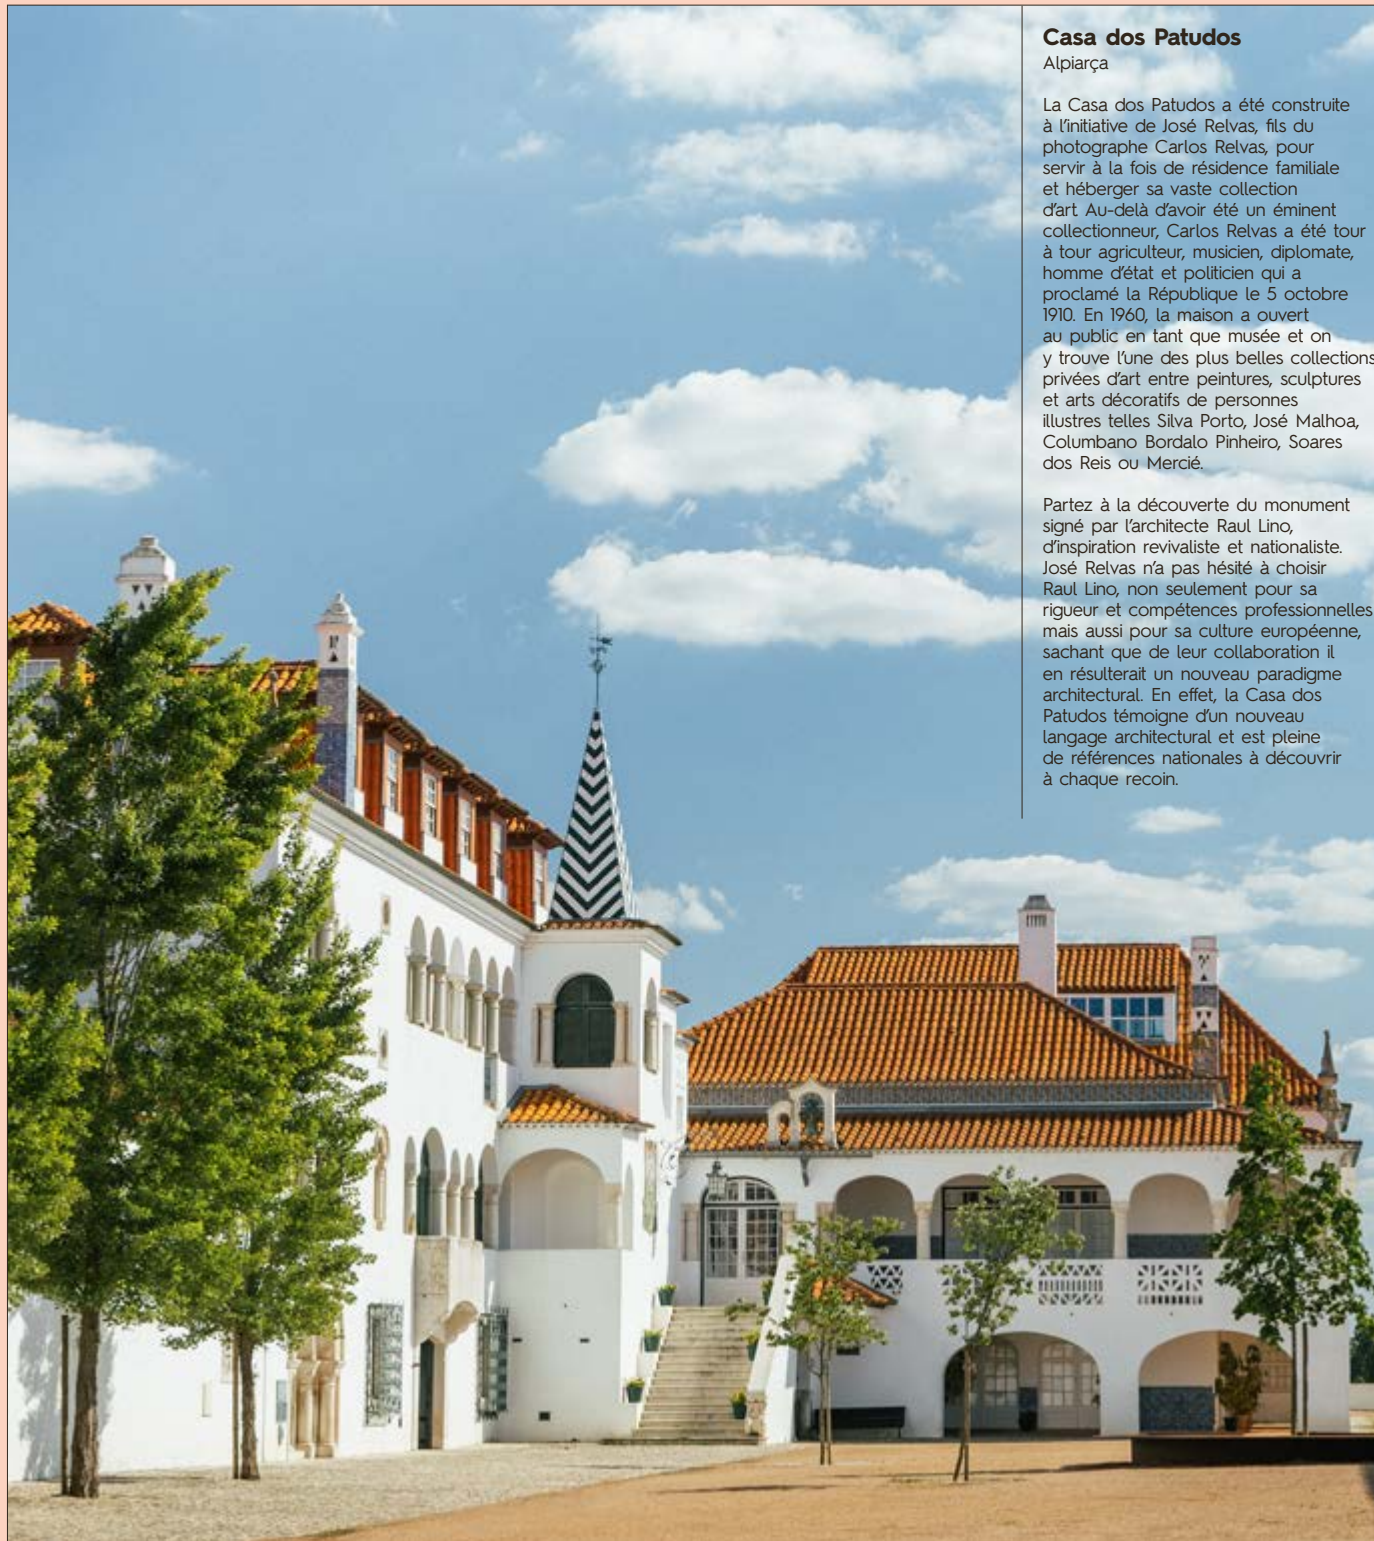 Casa dos Patudos
Alpiarça
La Casa dos Patudos a été construite
à l'initiative de José Relvas, fils du
photographe Carlos Relvas, pour
servir à la fois de résidence familiale
et héberger sa vaste collection
d'art. Au-delà d'avoir été un éminent
collectionneur, Carlos Relvas a été tour
à tour agriculteur, musicien, diplomate,
homme d'état et politicien qui a
proclamé la République le 5 octobre
1910. En 1960, la maison a ouvert
au public en tant que musée et on
y trouve l'une des plus belles collections
privées d'art entre peintures, sculptures
et arts décoratifs de personnes
illustres telles Silva Porto, José Malhoa,
Columbano Bordalo Pinheiro, Soares
dos Reis ou Mercié.
Partez à la découverte du monument
signé par l'architecte Raul Lino,
d'inspiration revivaliste et nationaliste.
José Relvas n'a pas hésité à choisir
Raul Lino, non seulement pour sa
rigueur et compétences professionnelles
mais aussi pour sa culture européenne,
sachant que de leur collaboration il
en résulterait un nouveau paradigme
architectural. En effet, la Casa dos
Patudos témoigne d'un nouveau
langage architectural et est pleine
de références nationales à découvrir
à chaque recoin.